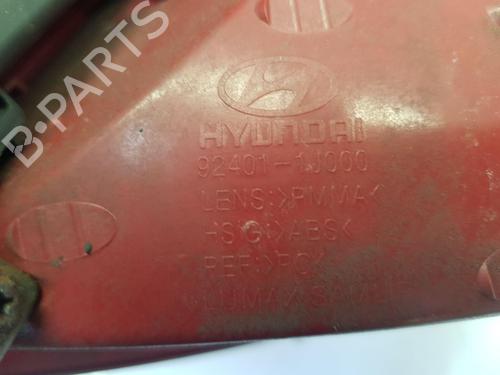 B-PARTS
HYUNDAI
92401-1J000
LENS:>PMMA<
HSG:>ABS<
REF:>PC<